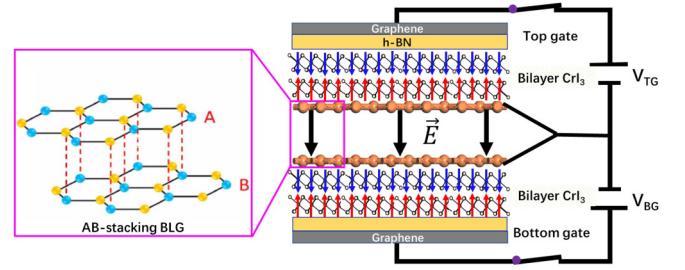 Graphene
h-BN
Top gate
Bilayer CrI₃
V_TG
A
E
B
Bilayer CrI₃
V_BG
AB-stacking BLG
Bottom gate
Graphene